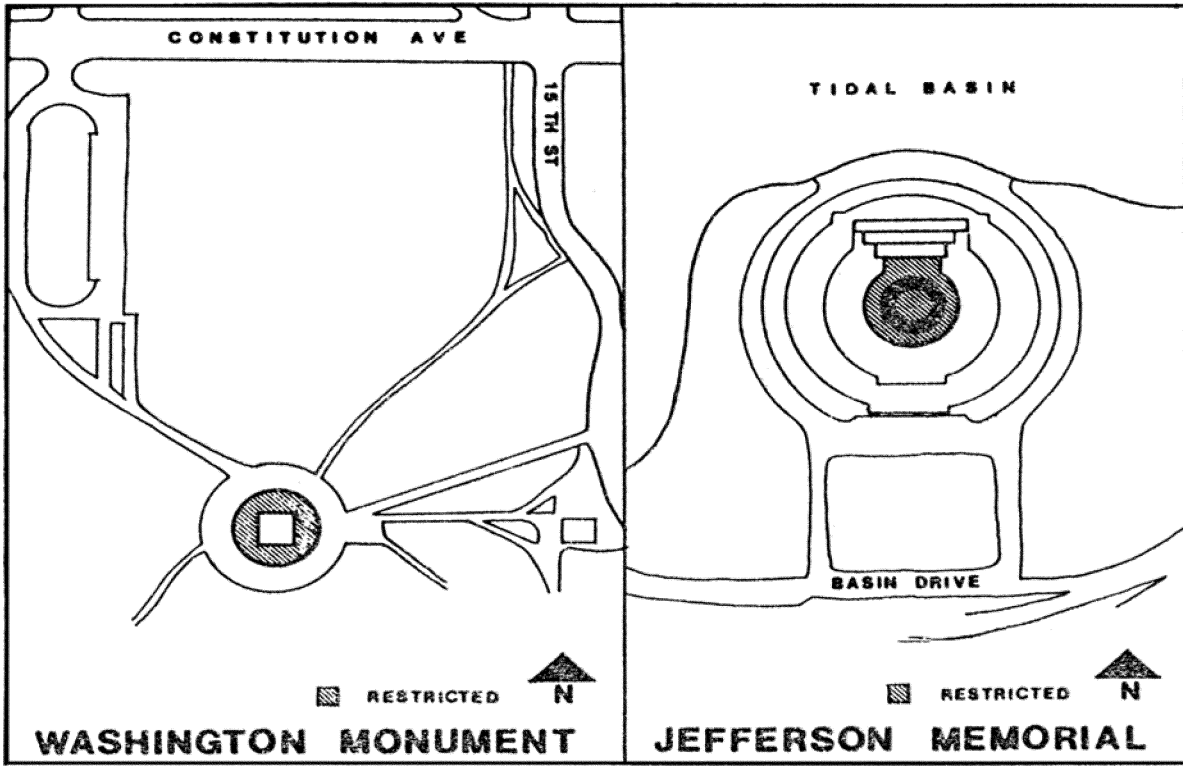 CONSTITUTION AVE
15 TH ST
N
RESTRICTED
WASHINGTON MONUMENT
TIDAL BASIN
BASIN DRIVE
N
RESTRICTED
JEFFERSON MEMORIAL